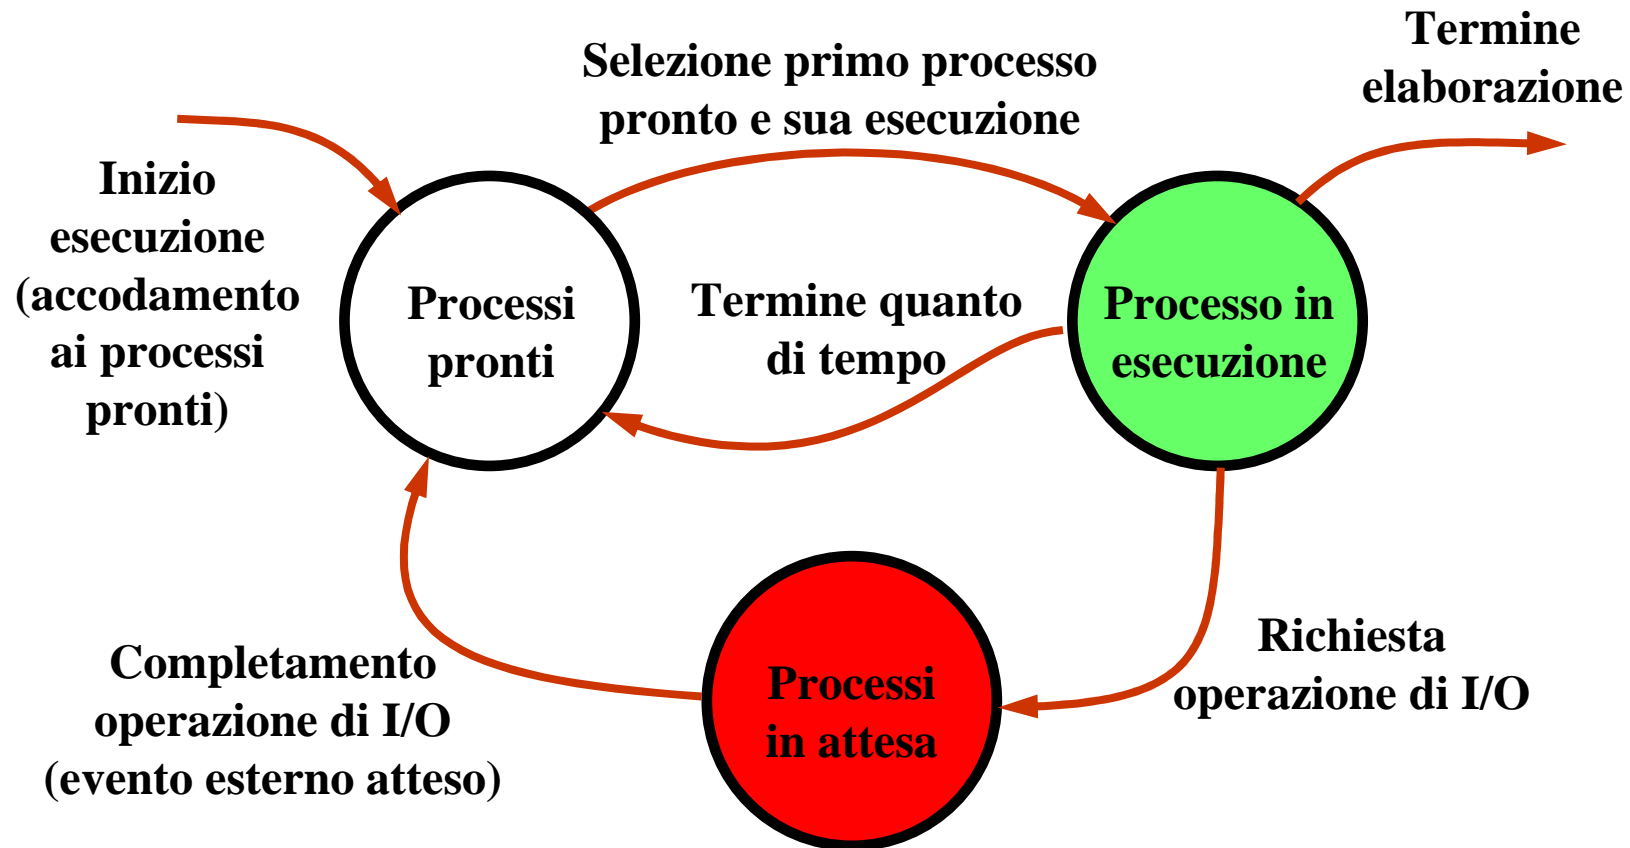 Termine
elaborazione
Selezione primo processo
pronto e sua esecuzione
Inizio
esecuzione
(accodamento
ai processi
pronti)
Processi
pronti
Termine quanto
di tempo
Processo in
esecuzione
Richiesta
operazione di I/O
Completamento
operazione di I/O
(evento esterno atteso)
Processi
in attesa